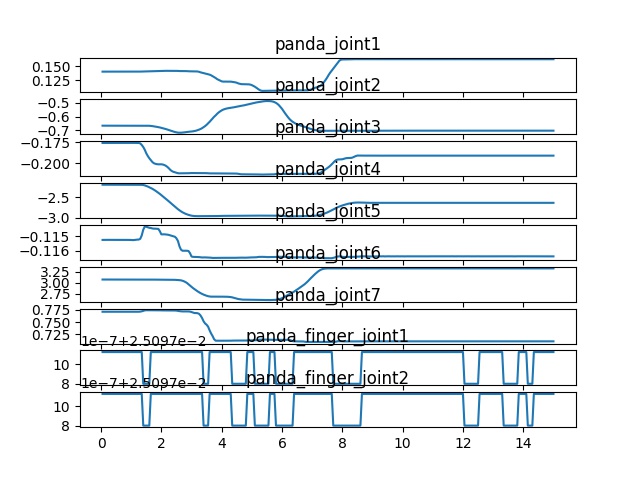 panda_joint1
0.150
0.125
panda_joint2
−0.5
−0.6
−0.7
panda_joint3
−0.175
−0.200
panda_joint4
−2.5
−3.0
panda_joint5
−0.115
−0.116
panda_joint6
3.25
3.00
2.75
panda_joint7
0.775
0.750
0.725
1e−7+2.5097e−2 panda_finger_joint1
10
8
1e−7+2.5097e−2 panda_finger_joint2
10
8
0 2 4 6 8 10 12 14